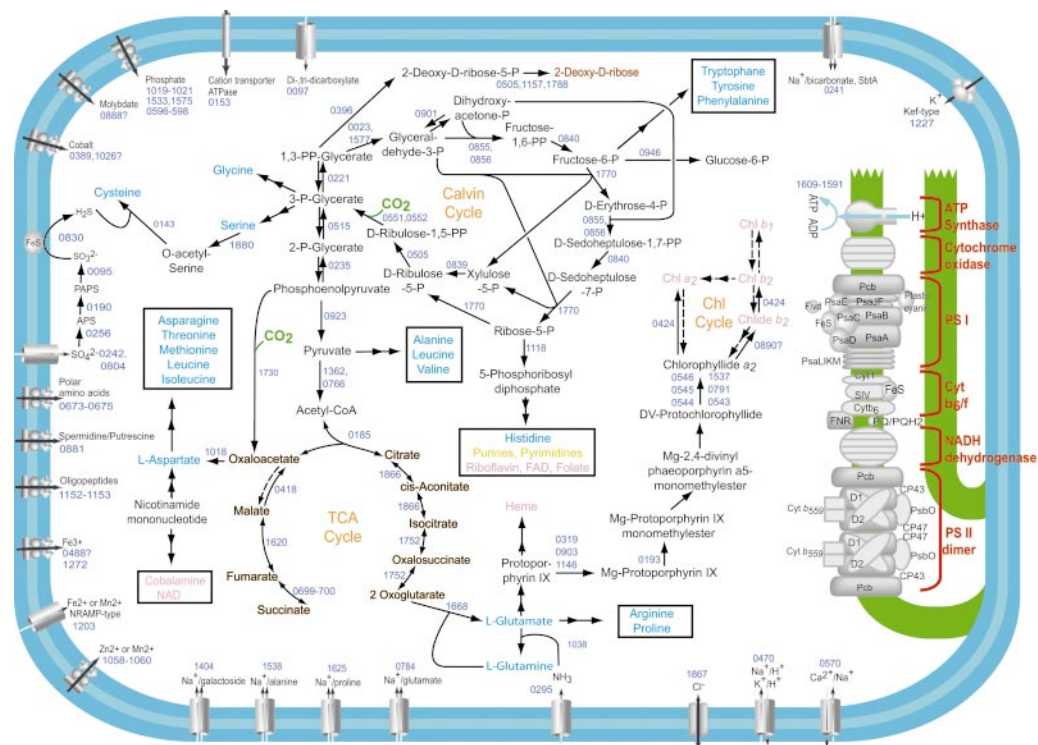 Phosphate
1019-1021
1533,1575
0596-598
Molybdate
0888?
Cation transporter
ATPase
0153
Di-,tri-dicarboxylate
0097
Na+/bicarbonate, SbtA
0241
K+
Kef-type
1227
Cobalt
0389,1026?
2-Deoxy-D-ribose-5-P
2-Deoxy-D-ribose
0505,1157,1788
Tryptophane
Tyrosine
Phenylalanine
0396
0023,
1577
0901
Dihydroxy-
acetone-P
Glyceral-
dehyde-3-P
0855,
0856
Fructose-
1,6-PP
0840
Fructose-6-P
0946
Glucose-6-P
1770
1,3-PP-Glycerate
0221
Glycine
3-P-Glycerate
CO2
0551,0552
Calvin
Cycle
D-Erythrose-4-P
0855,
0856
D-Ribulose-1,5-PP
D-Sedoheptulose-1,7-PP
0840
Cysteine
H2S
0143
Serine
1880
0515
2-P-Glycerate
0505
0839
D-Ribulose
-5-P
Xylulose
-5-P
D-Sedoheptulose
-7-P
FeS
0830
O-acetyl-
Serine
0235
Phosphoenolpyruvate
1770
1770
SO3 2-
0095
PAPS
0190
APS
0256
SO4 2-
0242,
0804
Ribose-5-P
1118
0923
Pyruvate
CO2
1730
Asparagine
Threonine
Methionine
Leucine
Isoleucine
Alanine
Leucine
Valine
5-Phosphoribosyl
diphosphate
1362,
0766
Acetyl-CoA
Histidine
Purines, Pyrimidines
Riboflavin, FAD, Folate
Chl b1
Chl a2
Chl b2
Chl
Cycle
0424
0424
Chlide b2
0890?
Chlorophyllide a2
0546
0545
0544
1537
0791
0543
DV-Protochlorophyllide
Mg-2,4-divinyl
phaeoporphyrin a5-
monomethylester
Mg-Protoporphyrin IX
monomethylester
0193
Mg-Protoporphyrin IX
Polar
amino acids
0673-0675
Spermidine/Putrescine
0881
Oligopeptides
1152-1153
Fe3+
0488?
1272
Fe2+ or Mn2+
NRAMP-type
1203
Zn2+ or Mn2+
1058-1060
L-Aspartate
1018
Oxaloacetate
0185
Citrate
1866
cis-Aconitate
1866
Isocitrate
1752
Oxalosuccinate
1752
2 Oxoglutarate
TCA
Cycle
0418
Malate
1620
Fumarate
0699-700
Succinate
Nicotinamide
mononucleotide
Cobalamine
NAD
Heme
Protopor-
phyrin IX
0319
0903
1146
1668
L-Glutamate
Arginine
Proline
1038
L-Glutamine
NH3
0295
1404
Na+/galactoside
1538
Na+/alanine
1625
Na+/proline
0784
Na+/glutamate
1867
Cl-
0470
Na+/H+
K+/H+
0570
Ca2+/Na+
1609-1591
ATP
ADP
H+
ATP
Synthase
Cytochrome
oxidase
Pcb
PsaE
PsaJF
Flvd
FeS
PsaC
PsaB
PsaD
PsaA
PsaLIKM
PS I
Cyt f
SIV
FeS
Cytb6
FNR
PQ/PQH2
Cyt
b6/f
NADH
dehydrogenase
Pcb
CP43
D1
D2
Cyt b559
PsbO
CP47
CP47
D1
D2
Cyt b559
PsbO
CP43
Pcb
PS II
dimer